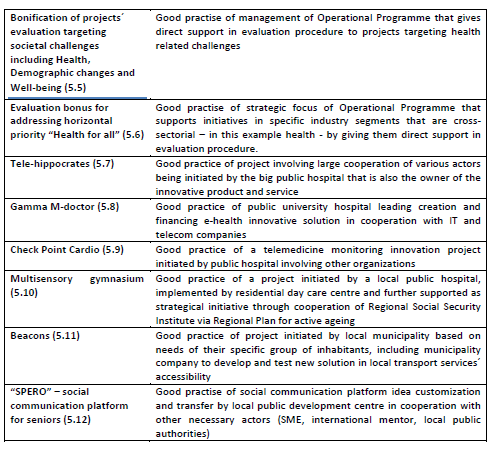 Bonification of projects´
evaluation targeting
societal challenges
including Health,
Demographic changes and
Well-being (5.5)
Good practise of management of Operational Programme that gives
direct support in evaluation procedure to projects targeting health
related challenges
Evaluation bonus for
addressing horizontal
priority "Health for all" (5.6)
Good practise of strategic focus of Operational Programme that
supports initiatives in specific industry segments that are cross-
sectorial – in this example health - by giving them direct support in
evaluation procedure.
Tele-hippocrates (5.7)
Good practice of project involving large cooperation of various actors
being initiated by the big public hospital that is also the owner of the
innovative product and service
Gamma M-doctor (5.8)
Good practice of public university hospital leading creation and
financing e-health innovative solution in cooperation with IT and
telecom companies
Check Point Cardio (5.9)
Good practice of a telemedicine monitoring innovation project
initiated by public hospital involving other organizations
Multisensory gymnasium
(5.10)
Good practice of a project initiated by a local public hospital,
implemented by residential day care centre and further supported as
strategical initiative through cooperation of Regional Social Security
Institute via Regional Plan for active ageing
Beacons (5.11)
Good practice of project initiated by local municipality based on
needs of their specific group of inhabitants, including municipality
company to develop and test new solution in local transport services´
accessibility
"SPERO" – social
communication platform
for seniors (5.12)
Good practise of social communication platform idea customization
and transfer by local public development centre in cooperation with
other necessary actors (SME, international mentor, local public
authorities)